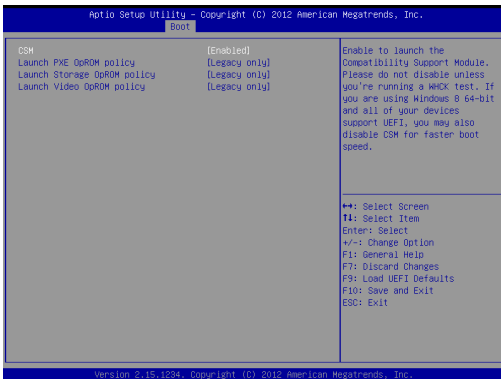 Aptio Setup Utility - Copyright (C) 2012 American Megatrends, Inc.
Boot
CSM [Enabled]
Launch PXE OpROM policy [Legacy only]
Launch Storage OpROM policy [Legacy only]
Launch Video OpROM policy [Legacy only]
Enable to launch the
Compatibility Support Module.
Please do not disable unless
you're running a WHCK test. If
you are using Windows 8 64-bit
and all of your devices
support UEFI, you may also
disable CSM for faster boot
speed.
↔: Select Screen
↑↓: Select Item
Enter: Select
+/-: Change Option
F1: General Help
F7: Discard Changes
F9: Load UEFI Defaults
F10: Save and Exit
ESC: Exit
Version 2.15.1234. Copyright (C) 2012 American Megatrends, Inc.